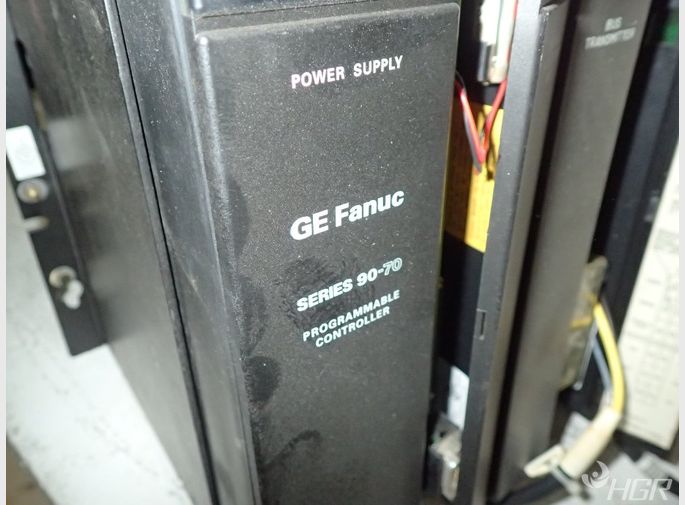 POWER SUPPLY
GE Fanuc
SERIES 90-70
PROGRAMMABLE
CONTROLLER
BUS
TRANSMITTER
HGR